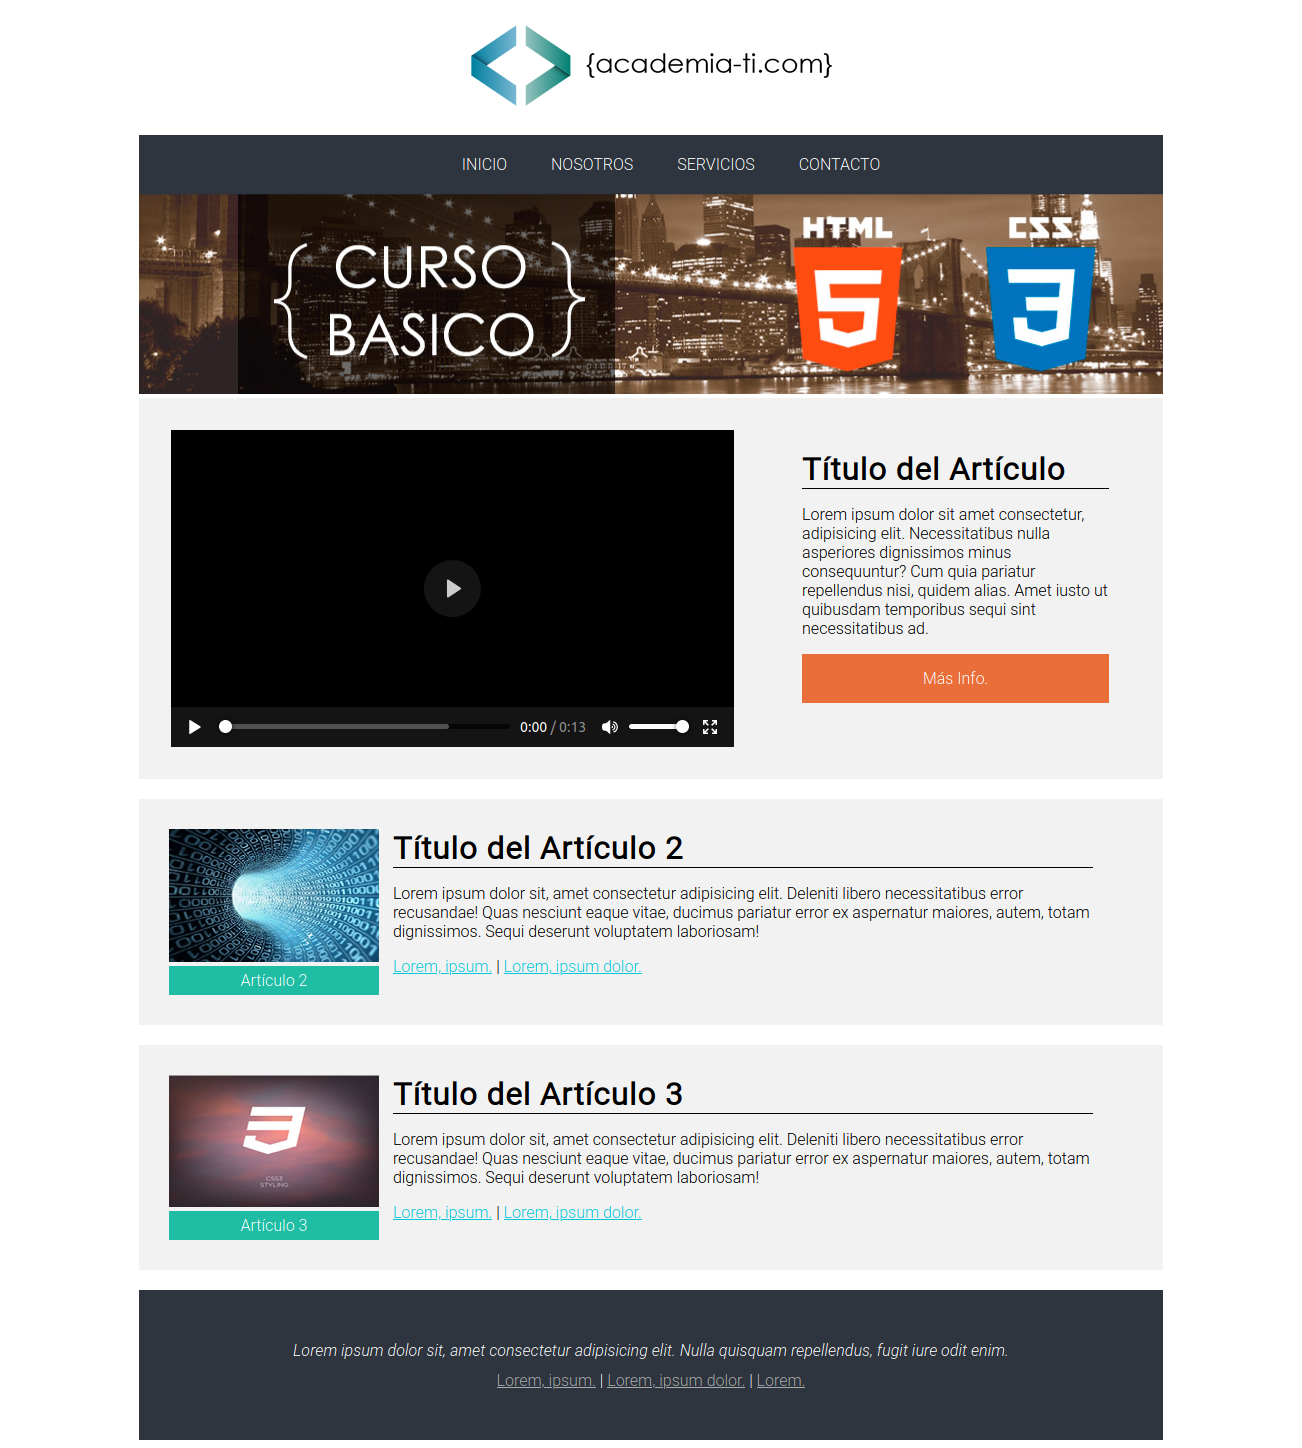 {academia-ti.com}
INICIO NOSOTROS SERVICIOS CONTACTO
{ CURSO BASICO }
HTML
5
CSS
3
Título del Artículo
Lorem ipsum dolor sit amet consectetur,
adipisicing elit. Necessitatibus nulla
asperiores dignissimos minus
consequuntur? Cum quia pariatur
repellendus nisi, quidem alias. Amet iusto ut
quibusdam temporibus sequi sint
necessitatibus ad.
Más Info.
0:00 / 0:13
Título del Artículo 2
Lorem ipsum dolor sit, amet consectetur adipisicing elit. Deleniti libero necessitatibus error
recusandae! Quas nesciunt eaque vitae, ducimus pariatur error ex aspernatur maiores, autem, totam
dignissimos. Sequi deserunt voluptatem laboriosam!
Lorem, ipsum. | Lorem, ipsum dolor.
Artículo 2
Título del Artículo 3
Lorem ipsum dolor sit, amet consectetur adipisicing elit. Deleniti libero necessitatibus error
recusandae! Quas nesciunt eaque vitae, ducimus pariatur error ex aspernatur maiores, autem, totam
dignissimos. Sequi deserunt voluptatem laboriosam!
Lorem, ipsum. | Lorem, ipsum dolor.
3
CSS3
STYLING
Artículo 3
Lorem ipsum dolor sit, amet consectetur adipisicing elit. Nulla quisquam repellendus, fugit iure odit enim.
Lorem, ipsum. | Lorem, ipsum dolor. | Lorem.